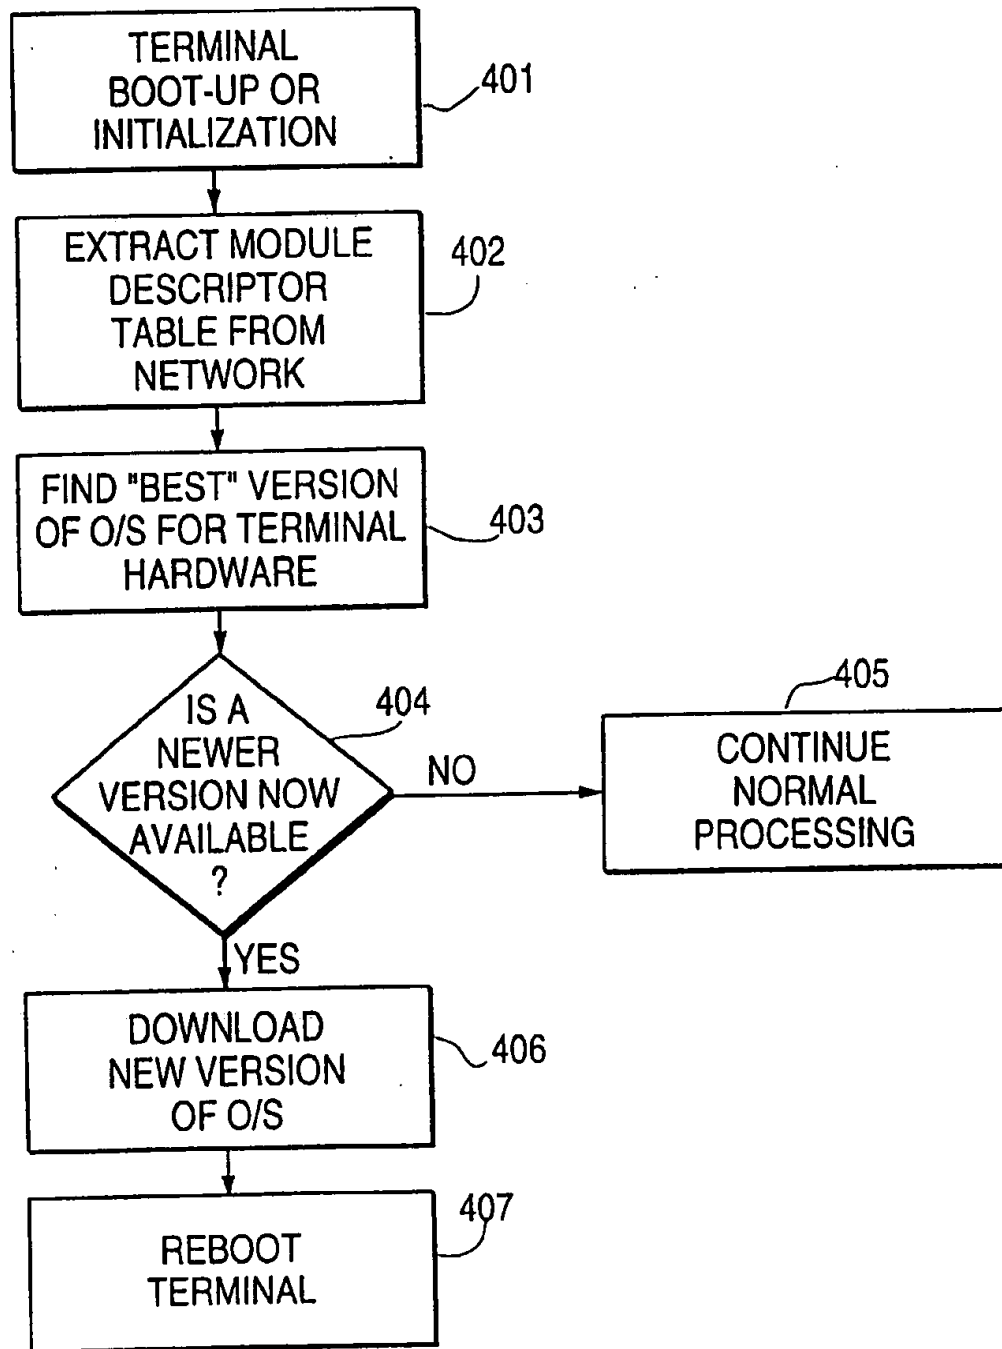 TERMINAL
BOOT-UP OR
INITIALIZATION
401
EXTRACT MODULE
DESCRIPTOR
TABLE FROM
NETWORK
402
FIND "BEST" VERSION
OF O/S FOR TERMINAL
HARDWARE
403
IS A
NEWER
VERSION NOW
AVAILABLE
?
404
NO
405
CONTINUE
NORMAL
PROCESSING
YES
DOWNLOAD
NEW VERSION
OF O/S
406
REBOOT
TERMINAL
407